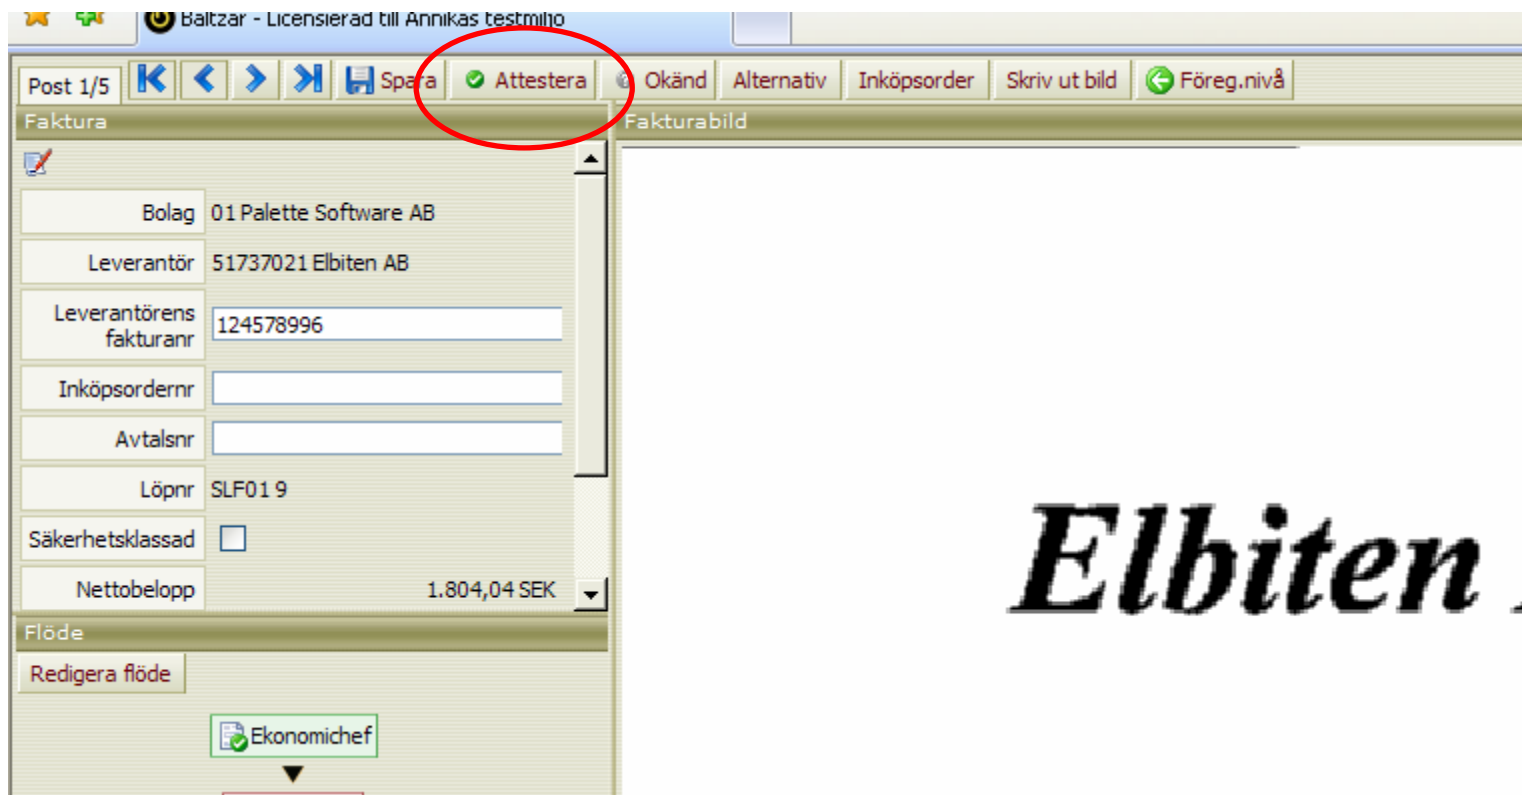 Baltzar - Licensierad till Annikas testmiljö
Post 1/5 Spara Attestera Okänd Alternativ Inköpsorder Skriv ut bild Föreg.nivå
Faktura
Fakturabild
Bolag 01 Palette Software AB
Leverantör 51737021 Elbiten AB
Leverantörens
fakturanr 124578996
Inköpsordernr
Avtalsnr
Löpnr SLF01 9
Säkerhetsklassad
Nettobelopp 1.804,04 SEK
Elbiten
Flöde
Redigera flöde
Ekonomichef